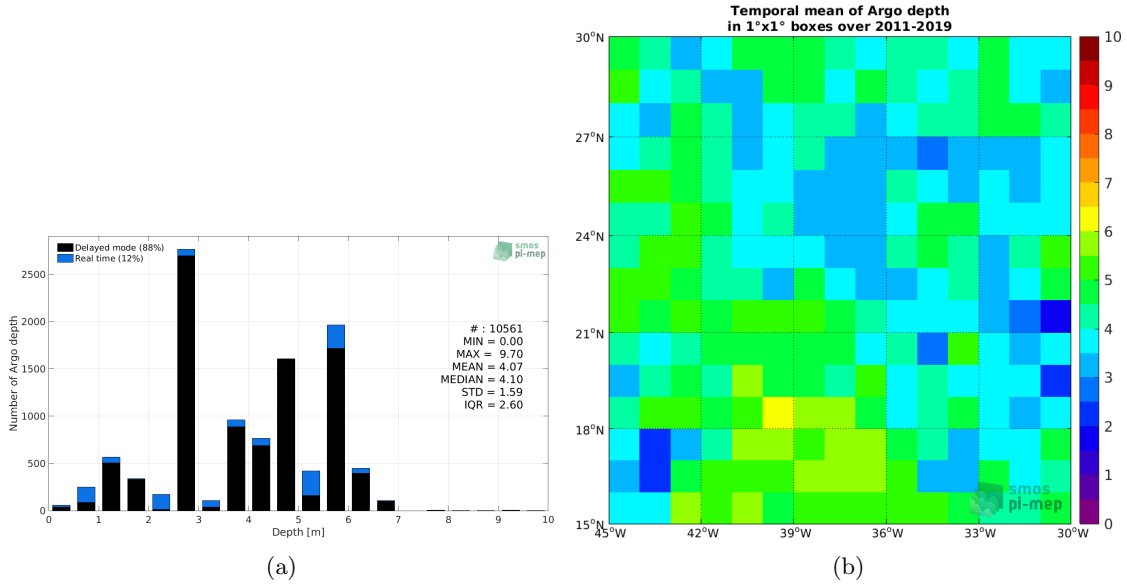 Delayed mode (88%)
Real time (12%)
smos
pi-mep
# : 10561
MIN = 0.00
MAX = 9.70
MEAN = 4.07
MEDIAN = 4.10
STD = 1.59
IQR = 2.60
Number of Argo depth
2500
2000
1500
1000
500
0
0 1 2 3 4 5 6 7 8 9 10
Depth [m]
(a)
Temporal mean of Argo depth
in 1°x1° boxes over 2011-2019
30°N
27°N
24°N
21°N
18°N
15°N
45°W 42°W 39°W 36°W 33°W 30°W
10
9
8
7
6
5
4
3
2
1
0
smos
pi-mep
(b)